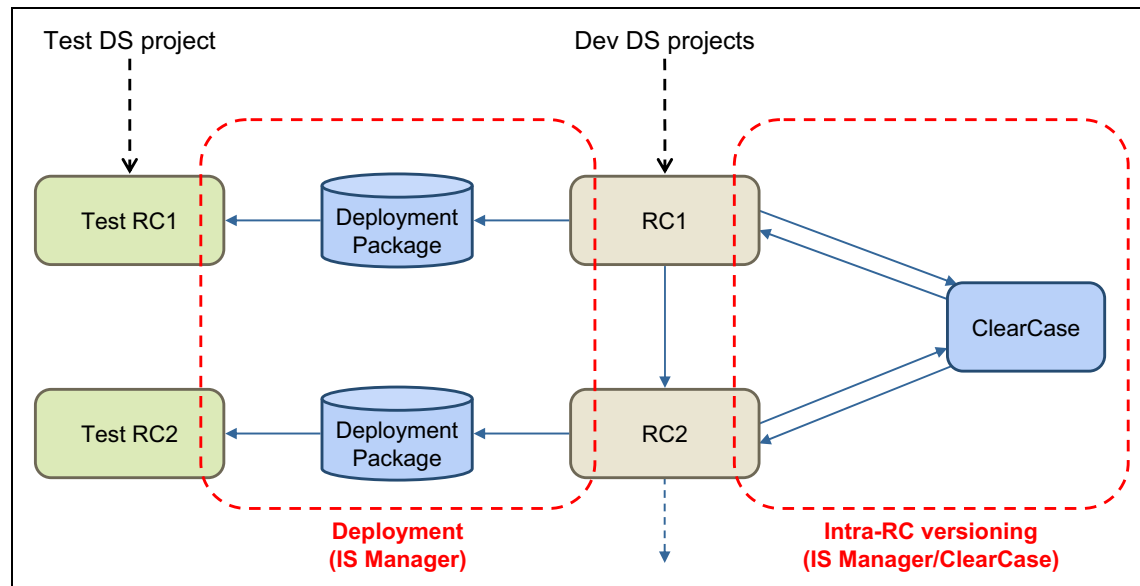 Test DS project
Dev DS projects
Test RC1
Deployment
Package
RC1
ClearCase
Test RC2
Deployment
Package
RC2
Deployment
(IS Manager)
Intra-RC versioning
(IS Manager/ClearCase)